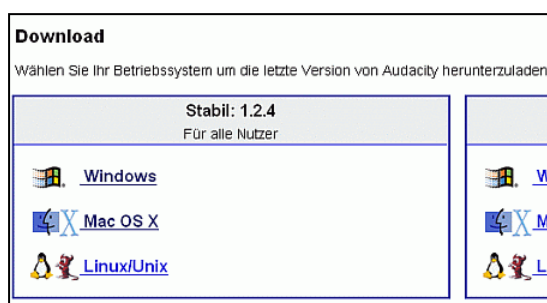 Download
Wählen Sie Ihr Betriebssystem um die letzte Version von Audacity herunterzuladen
Stabil: 1.2.4
Für alle Nutzer
Windows
Mac OS X
Linux/Unix